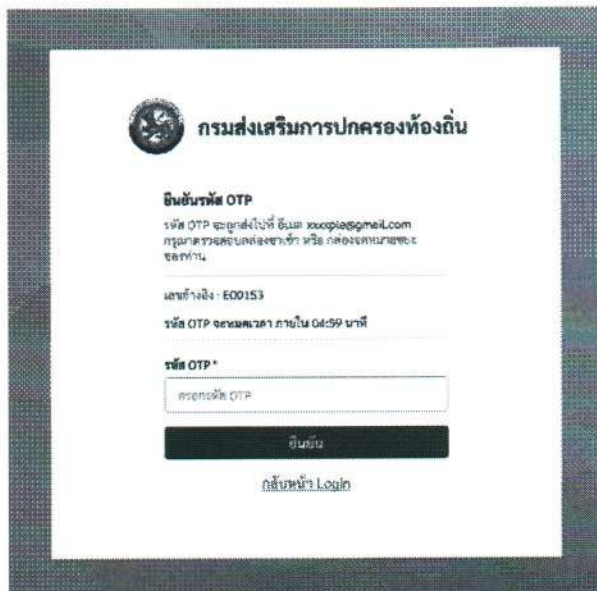 กรมส่งเสริมการปกครองท้องถิ่น
ยืนยันรหัส OTP
รหัส OTP จะถูกส่งไปที่ อีเมล xxxxple@gmail.com
กรุณาตรวจสอบกล่องขาเข้า หรือ กล่องจดหมายขยะ
ของท่าน
เลขอ้างอิง : E00153
รหัส OTP จะหมดเวลา ภายใน 04:59 นาที
รหัส OTP*
กรอกรหัส OTP
ยืนยัน
กลับหน้า Login